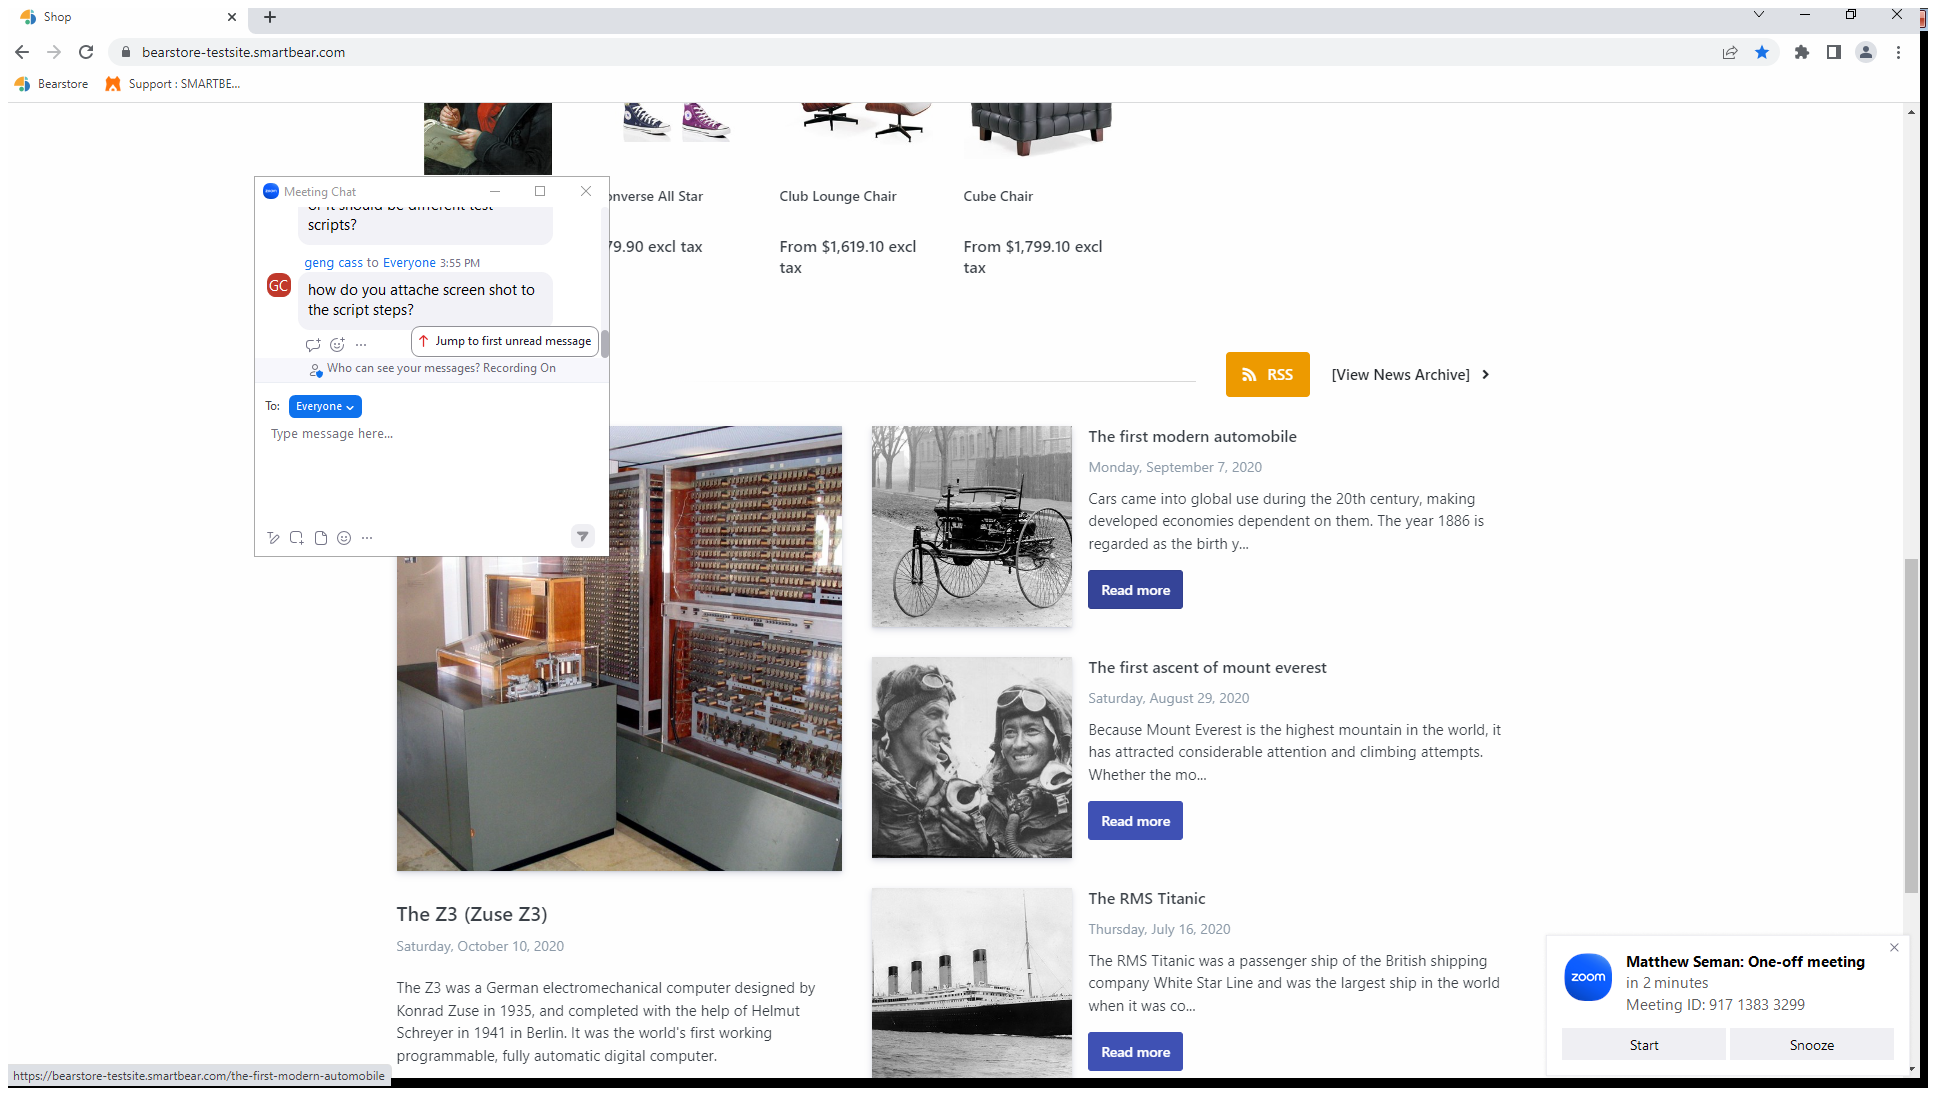 Shop
bearstore-testsite.smartbear.com
Bearstore
Support : SMARTBE...
Club Lounge Chair
Cube Chair
From $1,619.10 excl
tax
From $1,799.10 excl
tax
onverse All Star
79.90 excl tax
zoom
Meeting Chat
or it should be different test
scripts?
geng cass to Everyone 3:55 PM
GC
how do you attache screen shot to
the script steps?
Jump to first unread message
Who can see your messages? Recording On
To:
Everyone
Type message here...
RSS
[View News Archive]
The first modern automobile
Monday, September 7, 2020
Cars came into global use during the 20th century, making
developed economies dependent on them. The year 1886 is
regarded as the birth y...
Read more
The first ascent of mount everest
Saturday, August 29, 2020
Because Mount Everest is the highest mountain in the world, it
has attracted considerable attention and climbing attempts.
Whether the mo...
Read more
The Z3 (Zuse Z3)
Saturday, October 10, 2020
The Z3 was a German electromechanical computer designed by
Konrad Zuse in 1935, and completed with the help of Helmut
Schreyer in 1941 in Berlin. It was the world's first working
programmable, fully automatic digital computer.
The RMS Titanic
Thursday, July 16, 2020
The RMS Titanic was a passenger ship of the British shipping
company White Star Line and was the largest ship in the world
when it was co...
Read more
zoom
Matthew Seman: One-off meeting
in 2 minutes
Meeting ID: 917 1383 3299
Start
Snooze
https://bearstore-testsite.smartbear.com/the-first-modern-automobile